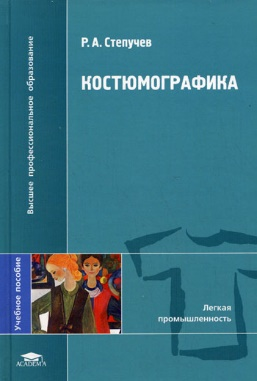 Р. А. Степучев
КОСТЮМОГРАФИКА
Высшее профессиональное образование
Учебное пособие
Легкая
промышленность
ACADEMA